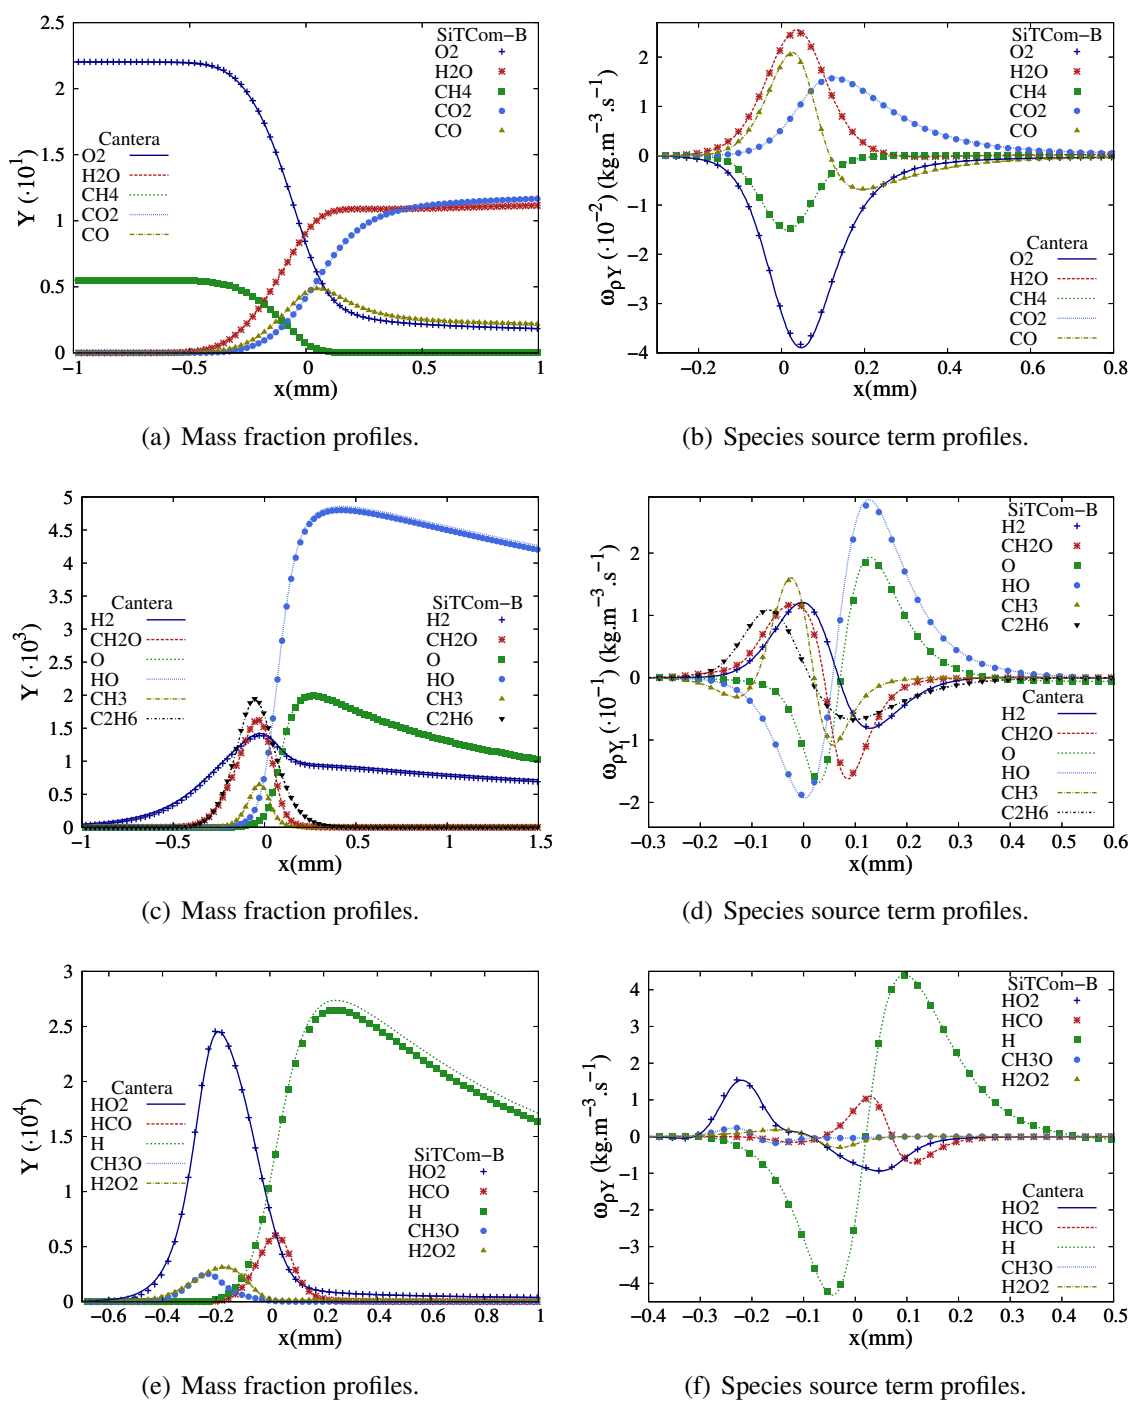 2.5
2
1.5
1
0.5
0
−1
−0.5
0
0.5
1
Y (·10¹)
x(mm)
SiTCom−B
O2
H2O
CH4
CO2
CO
Cantera
O2
H2O
CH4
CO2
CO
(a) Mass fraction profiles.
2
1
0
−1
−2
−3
−4
−0.2
0
0.2
0.4
0.6
0.8
ωρY (·10⁻²) (kg.m⁻³.s⁻¹)
x(mm)
SiTCom−B
O2
H2O
CH4
CO2
CO
Cantera
O2
H2O
CH4
CO2
CO
(b) Species source term profiles.
5
4.5
4
3.5
3
2.5
2
1.5
1
0.5
0
−1
−0.5
0
0.5
1
1.5
Y (·10³)
x(mm)
Cantera
H2
CH2O
O
HO
CH3
C2H6
SiTCom−B
H2
CH2O
O
HO
CH3
C2H6
(c) Mass fraction profiles.
2
1
0
−1
−2
−0.3
−0.2
−0.1
0
0.1
0.2
0.3
0.4
0.5
0.6
ωρY (·10⁻¹) (kg.m⁻³.s⁻¹)
x(mm)
SiTCom−B
H2
CH2O
O
HO
CH3
C2H6
Cantera
H2
CH2O
O
HO
CH3
C2H6
(d) Species source term profiles.
3
2.5
2
1.5
1
0.5
0
−0.6
−0.4
−0.2
0
0.2
0.4
0.6
0.8
1
Y (·10⁴)
x(mm)
Cantera
HO2
HCO
H
CH3O
H2O2
SiTCom−B
HO2
HCO
H
CH3O
H2O2
(e) Mass fraction profiles.
4
3
2
1
0
−1
−2
−3
−4
−0.4
−0.3
−0.2
−0.1
0
0.1
0.2
0.3
0.4
0.5
ωρY (kg.m⁻³.s⁻¹)
x(mm)
SiTCom−B
HO2
HCO
H
CH3O
H2O2
Cantera
HO2
HCO
H
CH3O
H2O2
(f) Species source term profiles.